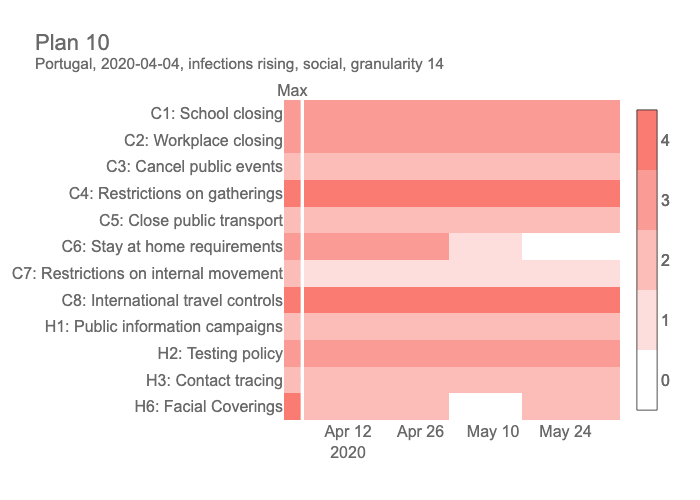 Plan 10
Portugal, 2020-04-04, infections rising, social, granularity 14
Max
C1: School closing
C2: Workplace closing
C3: Cancel public events
C4: Restrictions on gatherings
C5: Close public transport
C6: Stay at home requirements
C7: Restrictions on internal movement
C8: International travel controls
H1: Public information campaigns
H2: Testing policy
H3: Contact tracing
H6: Facial Coverings
Apr 12 Apr 26 May 10 May 24
2020
4
3
2
1
0